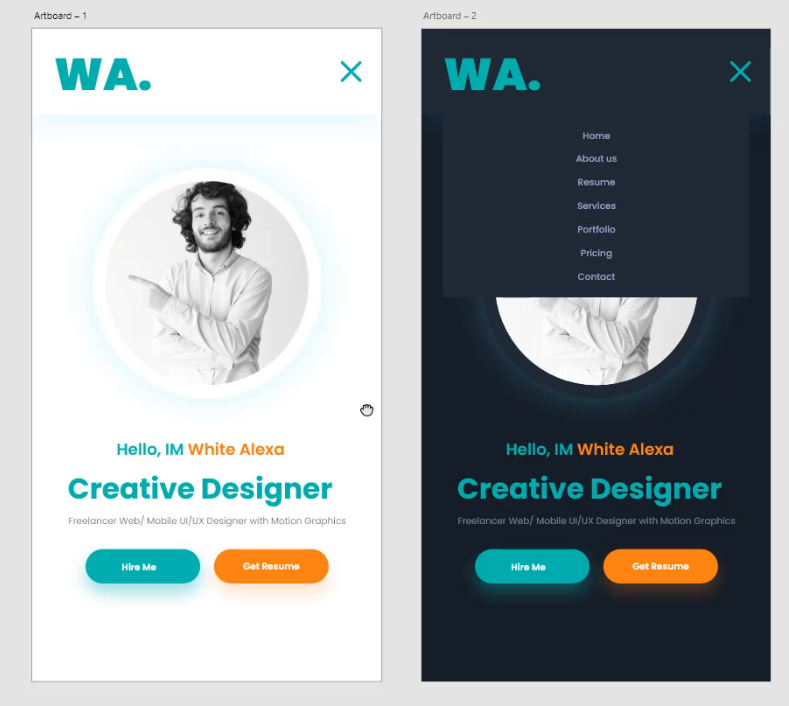 Artboard – 1
WA.
Hello, IM White Alexa
Creative Designer
Freelancer Web/ Mobile UI/UX Designer with Motion Graphics
Hire Me
Get Resume
Artboard – 2
WA.
Home
About us
Resume
Services
Portfolio
Pricing
Contact
Hello, IM White Alexa
Creative Designer
Freelancer Web/ Mobile UI/UX Designer with Motion Graphics
Hire Me
Get Resume